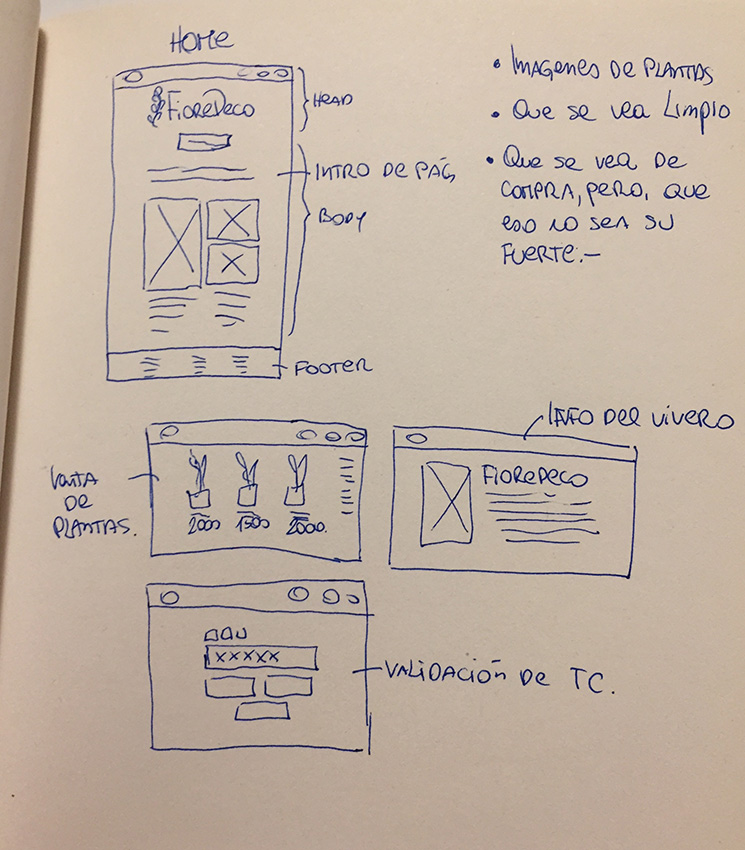 HOME
FIOREDECO
HEAD
INTRO DE PÁG
BODY
FOOTER
• IMAGENES DE PLANTAS
• QUE SE VEA LIMPIO
• QUE SE VEA DE
COMPRA, PERO, QUE
ESO NO SEA SU
FUERTE.-
VENTA
DE
PLANTAS.
2000 1500 2000.
INFO DEL VIVERO
FIOREDECO
XXXXX
VALIDACIÓN DE TC.